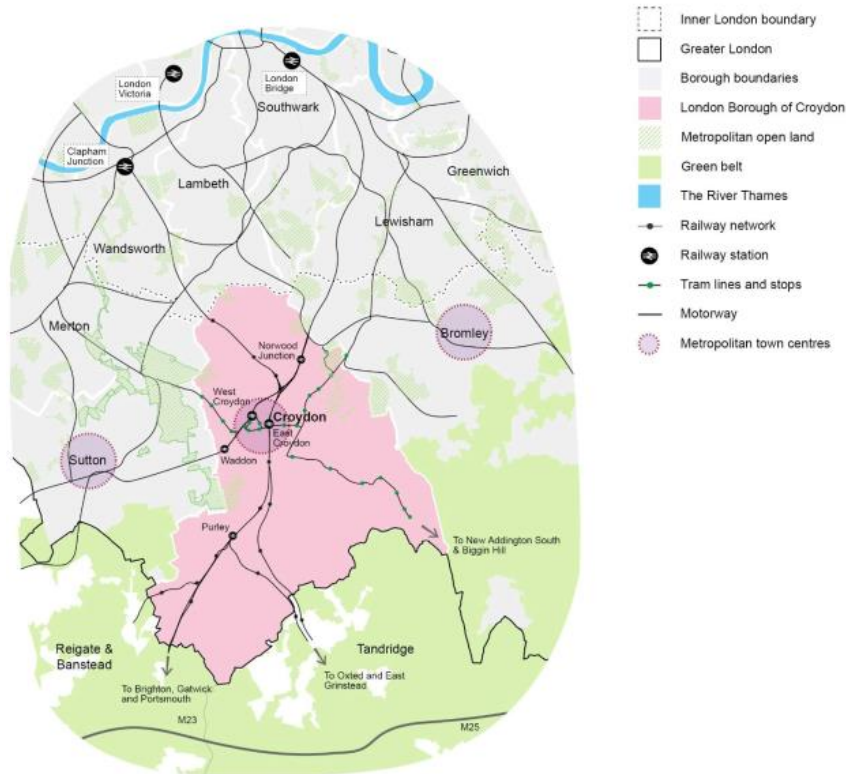 Inner London boundary
Greater London
Borough boundaries
London Borough of Croydon
Metropolitan open land
Green belt
The River Thames
Railway network
Railway station
Tram lines and stops
Motorway
Metropolitan town centres
London
Victoria
London
Bridge
Southwark
Clapham
Junction
Lambeth
Greenwich
Lewisham
Wandsworth
Merton
Bromley
Norwood
Junction
West
Croydon
Croydon
East
Croydon
Sutton
Waddon
Purley
To New Addington South
& Biggin Hill
Reigate &
Banstead
Tandridge
To Oxted and East
Grinstead
To Brighton, Gatwick
and Portsmouth
M23
M25